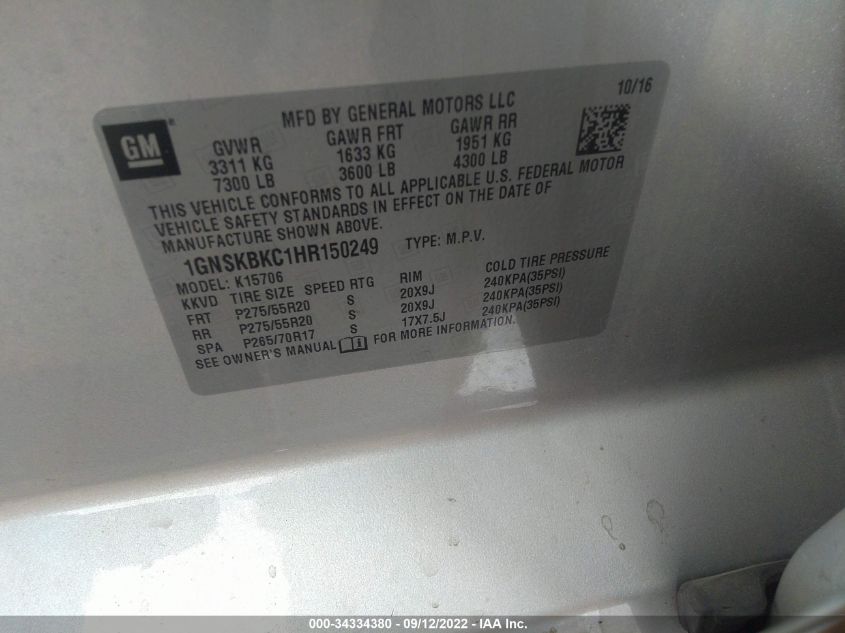 10/16
MFD BY GENERAL MOTORS LLC
GM®
GVWR GAWR FRT GAWR RR
3311 KG 1633 KG 1951 KG
7300 LB 3600 LB 4300 LB
THIS VEHICLE CONFORMS TO ALL APPLICABLE U.S. FEDERAL MOTOR
VEHICLE SAFETY STANDARDS IN EFFECT ON THE DATE OF
MANUFACTURE SHOWN ABOVE.
1GNSKBKC1HR150249 TYPE: M.P.V.
MODEL: K15706
KKVD TIRE SIZE SPEED RTG RIM COLD TIRE PRESSURE
FRT P275/55R20 S 20X9J 240KPA(35PSI)
RR P275/55R20 S 20X9J 240KPA(35PSI)
SPA P265/70R17 S 17X7.5J 240KPA(35PSI)
SEE OWNER'S MANUAL FOR MORE INFORMATION.
000-34334380 - 09/12/2022 - IAA Inc.